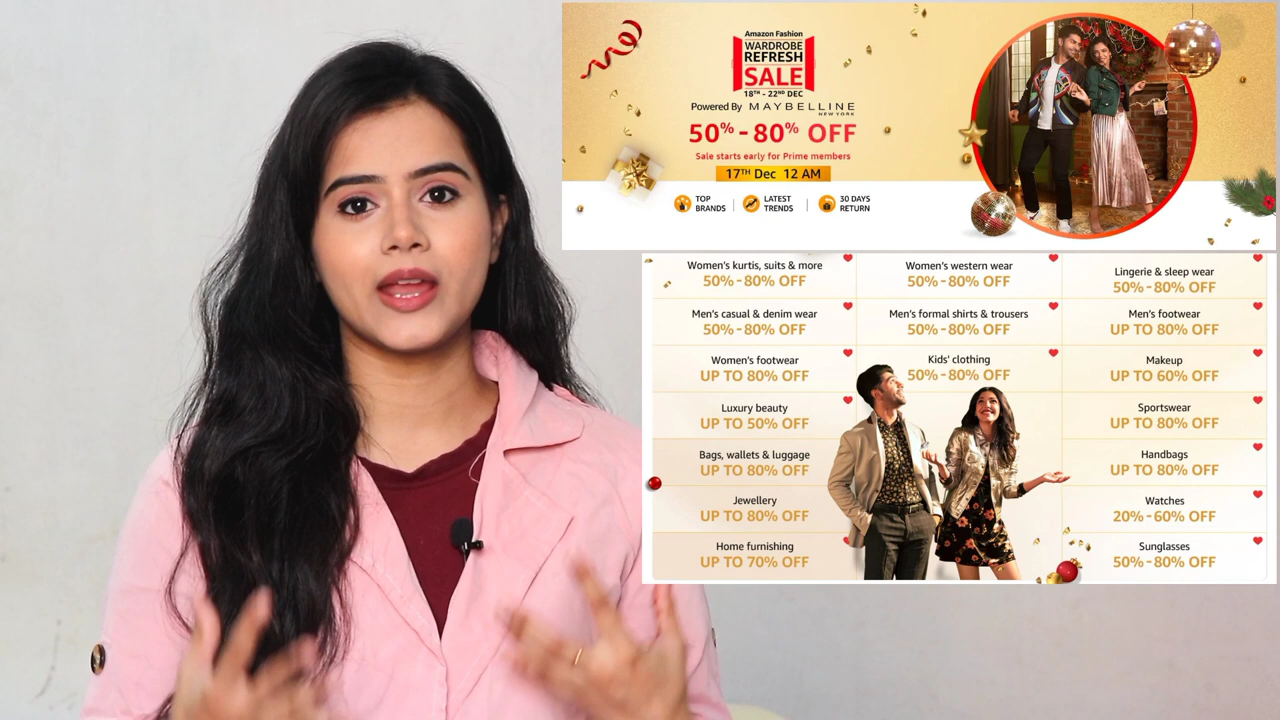 Amazon Fashion
WARDROBE
REFRESH
SALE
18TH - 22ND DEC
Powered By MAYBELLINE
NEW YORK
50% - 80% OFF
Sale starts early for Prime members
17TH Dec 12 AM
TOP
BRANDS
LATEST
TRENDS
30 DAYS
RETURN
Women's kurtis, suits & more
50% - 80% OFF
Women's western wear
50% - 80% OFF
Lingerie & sleep wear
50% - 80% OFF
Men's casual & denim wear
50% - 80% OFF
Men's formal shirts & trousers
50% - 80% OFF
Men's footwear
UP TO 80% OFF
Women's footwear
UP TO 80% OFF
Kids' clothing
50% - 80% OFF
Makeup
UP TO 60% OFF
Luxury beauty
UP TO 50% OFF
Sportswear
UP TO 80% OFF
Bags, wallets & luggage
UP TO 80% OFF
Handbags
UP TO 80% OFF
Jewellery
UP TO 80% OFF
Watches
20% - 60% OFF
Home furnishing
UP TO 70% OFF
Sunglasses
50% - 80% OFF